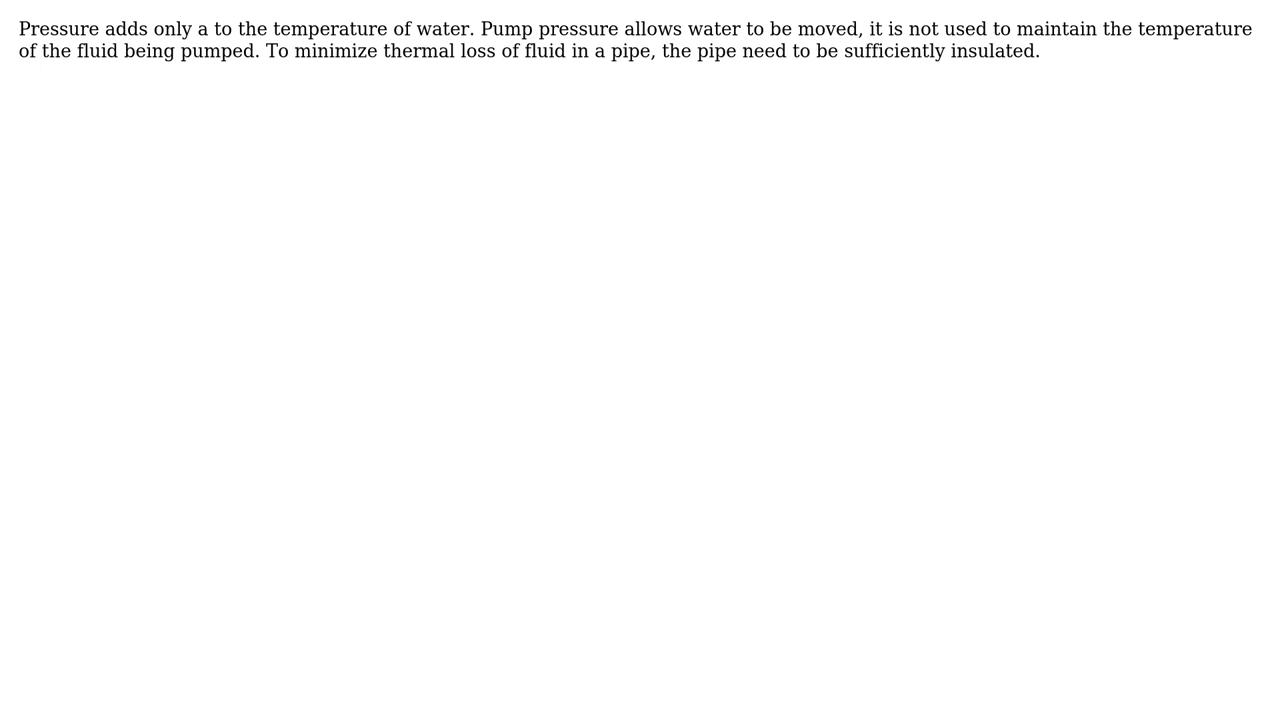 Pressure adds only a to the temperature of water. Pump pressure allows water to be moved, it is not used to maintain the temperature
of the fluid being pumped. To minimize thermal loss of fluid in a pipe, the pipe need to be sufficiently insulated.